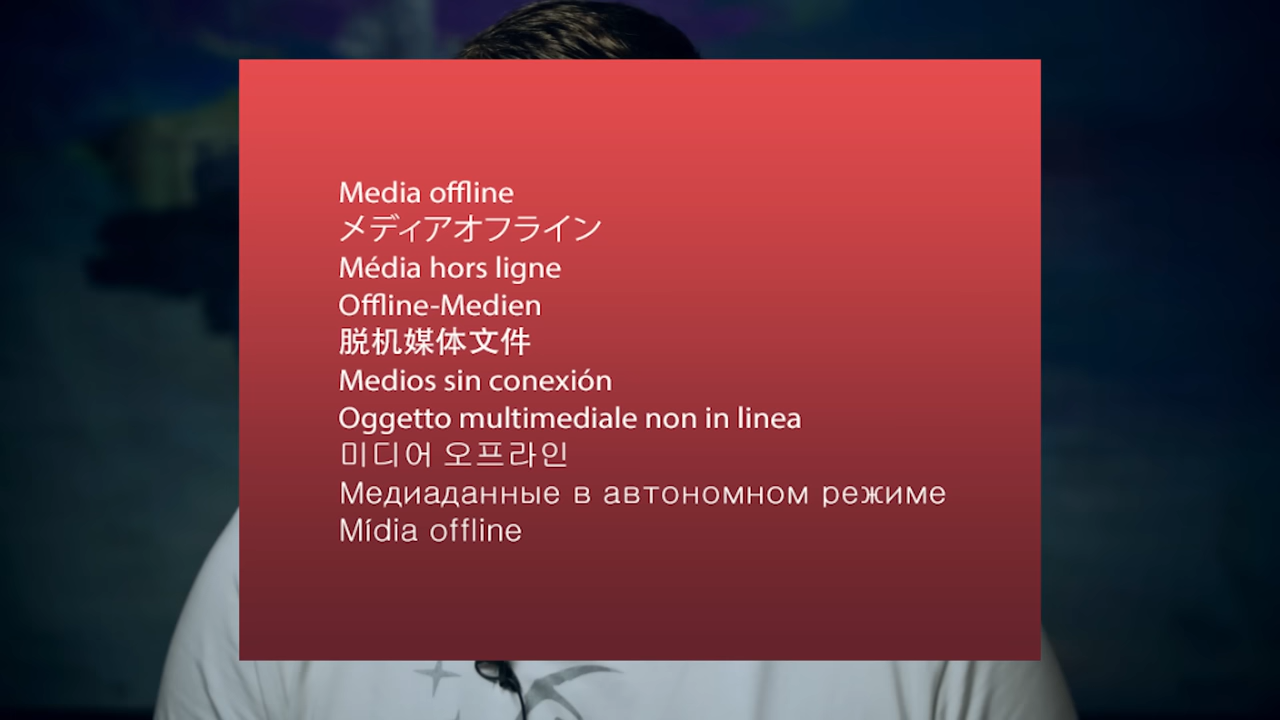 Media offline
メディアオフライン
Média hors ligne
Offline-Medien
脱机媒体文件
Medios sin conexión
Oggetto multimediale non in linea
미디어 오프라인
Медиаданные в автономном режиме
Mídia offline